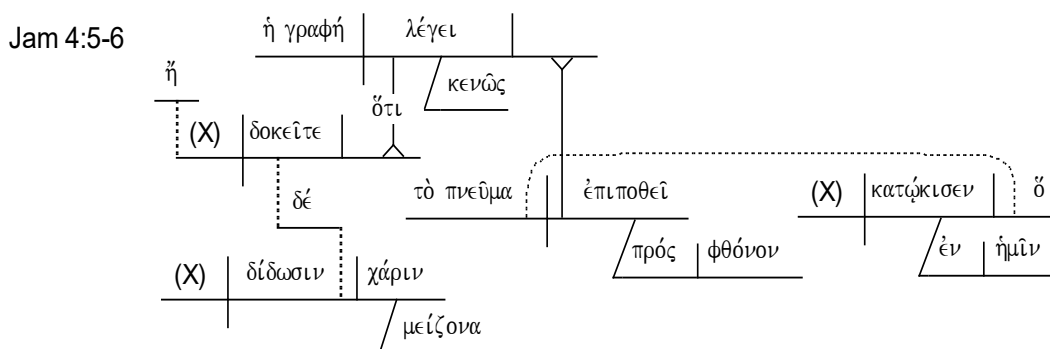 Jam 4:5-6
ἡ γραφή λέγει
κενῶς
ἤ
ὅτι
(X) δοκεῖτε
δέ
τὸ πνεῦμα ἐπιποθεῖ (X) κατῴκισεν ὅ
πρός φθόνον ἐν ἡμῖν
(X) δίδωσιν χάριν
μείζονα